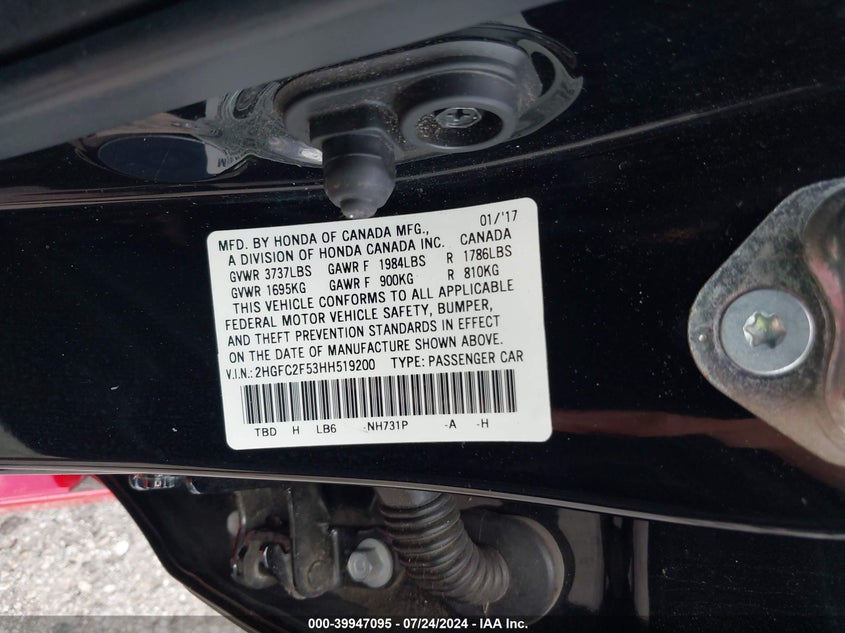 MFD. BY HONDA OF CANADA MFG., 01/'17
A DIVISION OF HONDA CANADA INC. CANADA
GVWR 3737LBS GAWR F 1984LBS R 1786LBS
GVWR 1695KG GAWR F 900KG R 810KG
THIS VEHICLE CONFORMS TO ALL APPLICABLE
FEDERAL MOTOR VEHICLE SAFETY, BUMPER,
AND THEFT PREVENTION STANDARDS IN EFFECT
ON THE DATE OF MANUFACTURE SHOWN ABOVE.
V.I.N.: 2HGFC2F53HH519200 TYPE: PASSENGER CAR
TBD H LB6 -NH731P -A -H
000-39947095 - 07/24/2024 - IAA Inc.